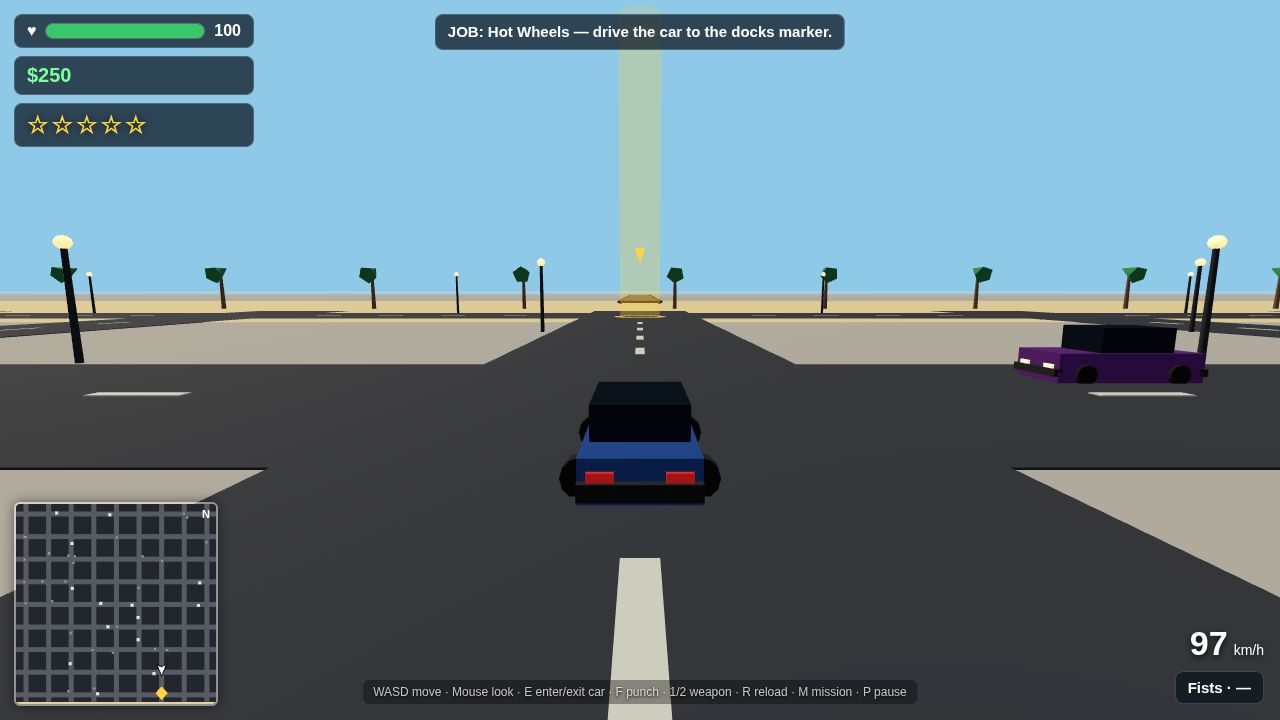 ♥ 100
JOB: Hot Wheels — drive the car to the docks marker.
$250
☆☆☆☆☆
N
97 km/h
WASD move · Mouse look · E enter/exit car · F punch · 1/2 weapon · R reload · M mission · P pause
Fists · —